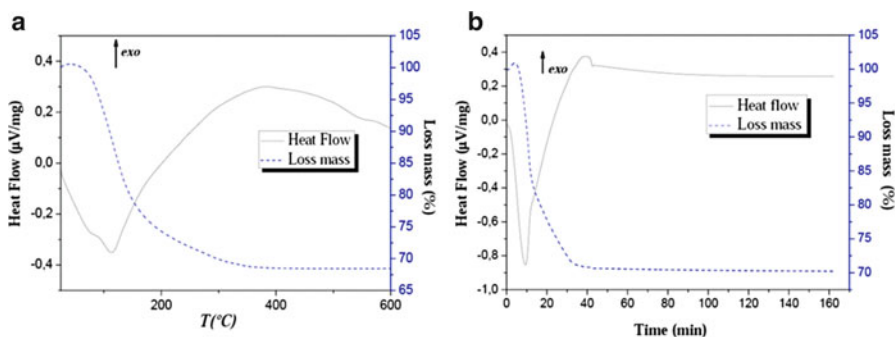 a
exo
Heat Flow (µV/mg)
0,4
0,2
0,0
-0,2
-0,4
Heat Flow
Loss mass
105
100
95
90
85
80
75
70
65
Loss mass (%)
200
400
600
T(°C)
b
exo
Heat Flow (µV/mg)
0,4
0,2
0,0
-0,2
-0,4
-0,6
-0,8
-1,0
Heat flow
Loss mass
105
100
90
80
70
Loss mass (%)
0
20
40
60
80
100
120
140
160
Time (min)